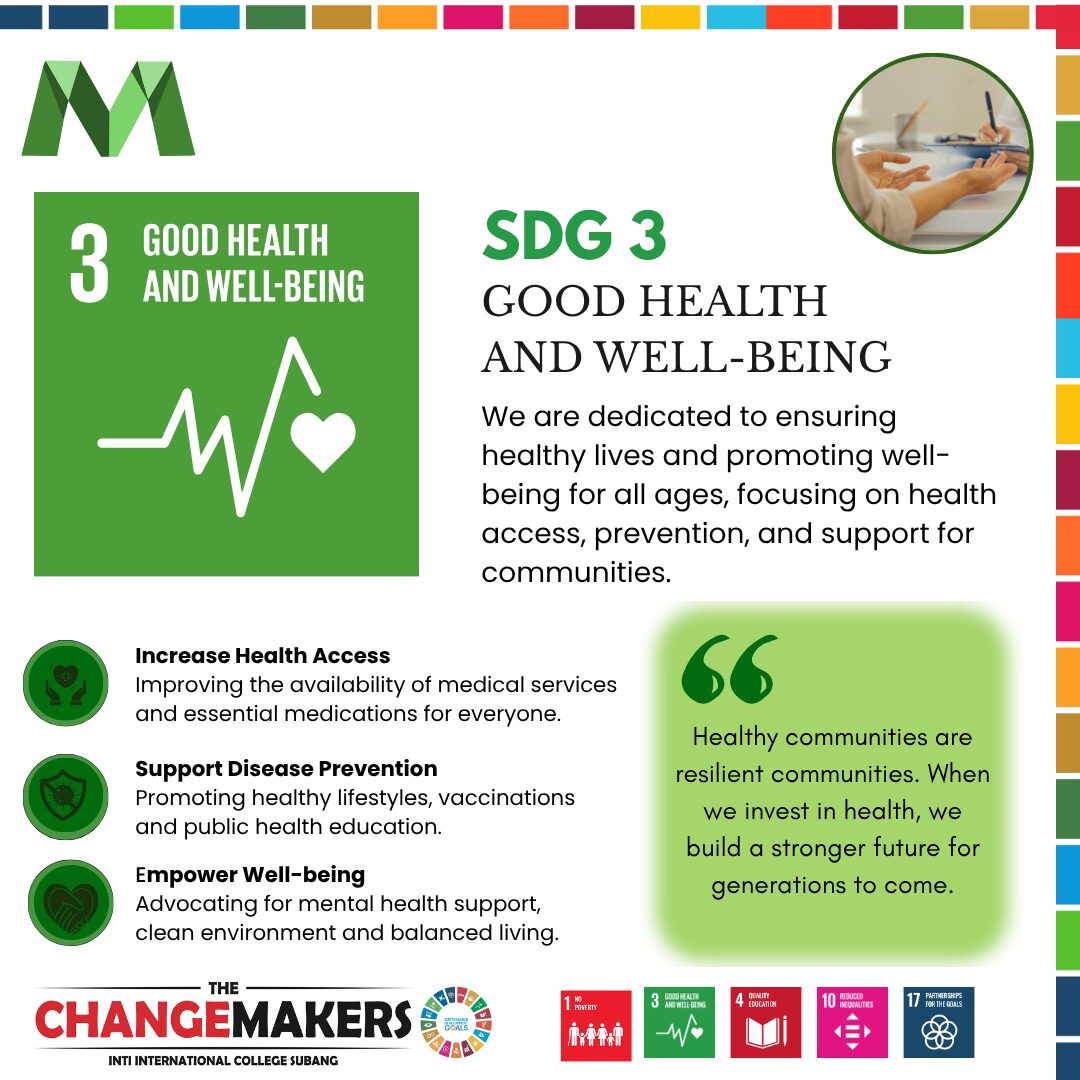 3 GOOD HEALTH
AND WELL-BEING
SDG 3
GOOD HEALTH
AND WELL-BEING
We are dedicated to ensuring
healthy lives and promoting well-
being for all ages, focusing on health
access, prevention, and support for
communities.
Increase Health Access
Improving the availability of medical services
and essential medications for everyone.
Support Disease Prevention
Promoting healthy lifestyles, vaccinations
and public health education.
Empower Well-being
Advocating for mental health support,
clean environment and balanced living.
“
Healthy communities are
resilient communities. When
we invest in health, we
build a stronger future for
generations to come.
THE
CHANGEMAKERS
INTI INTERNATIONAL COLLEGE SUBANG
SUSTAINABLE
DEVELOPMENT
GOALS
1 NO
POVERTY
3 GOOD HEALTH
AND WELL-BEING
4 QUALITY
EDUCATION
10 REDUCED
INEQUALITIES
17 PARTNERSHIPS
FOR THE GOALS